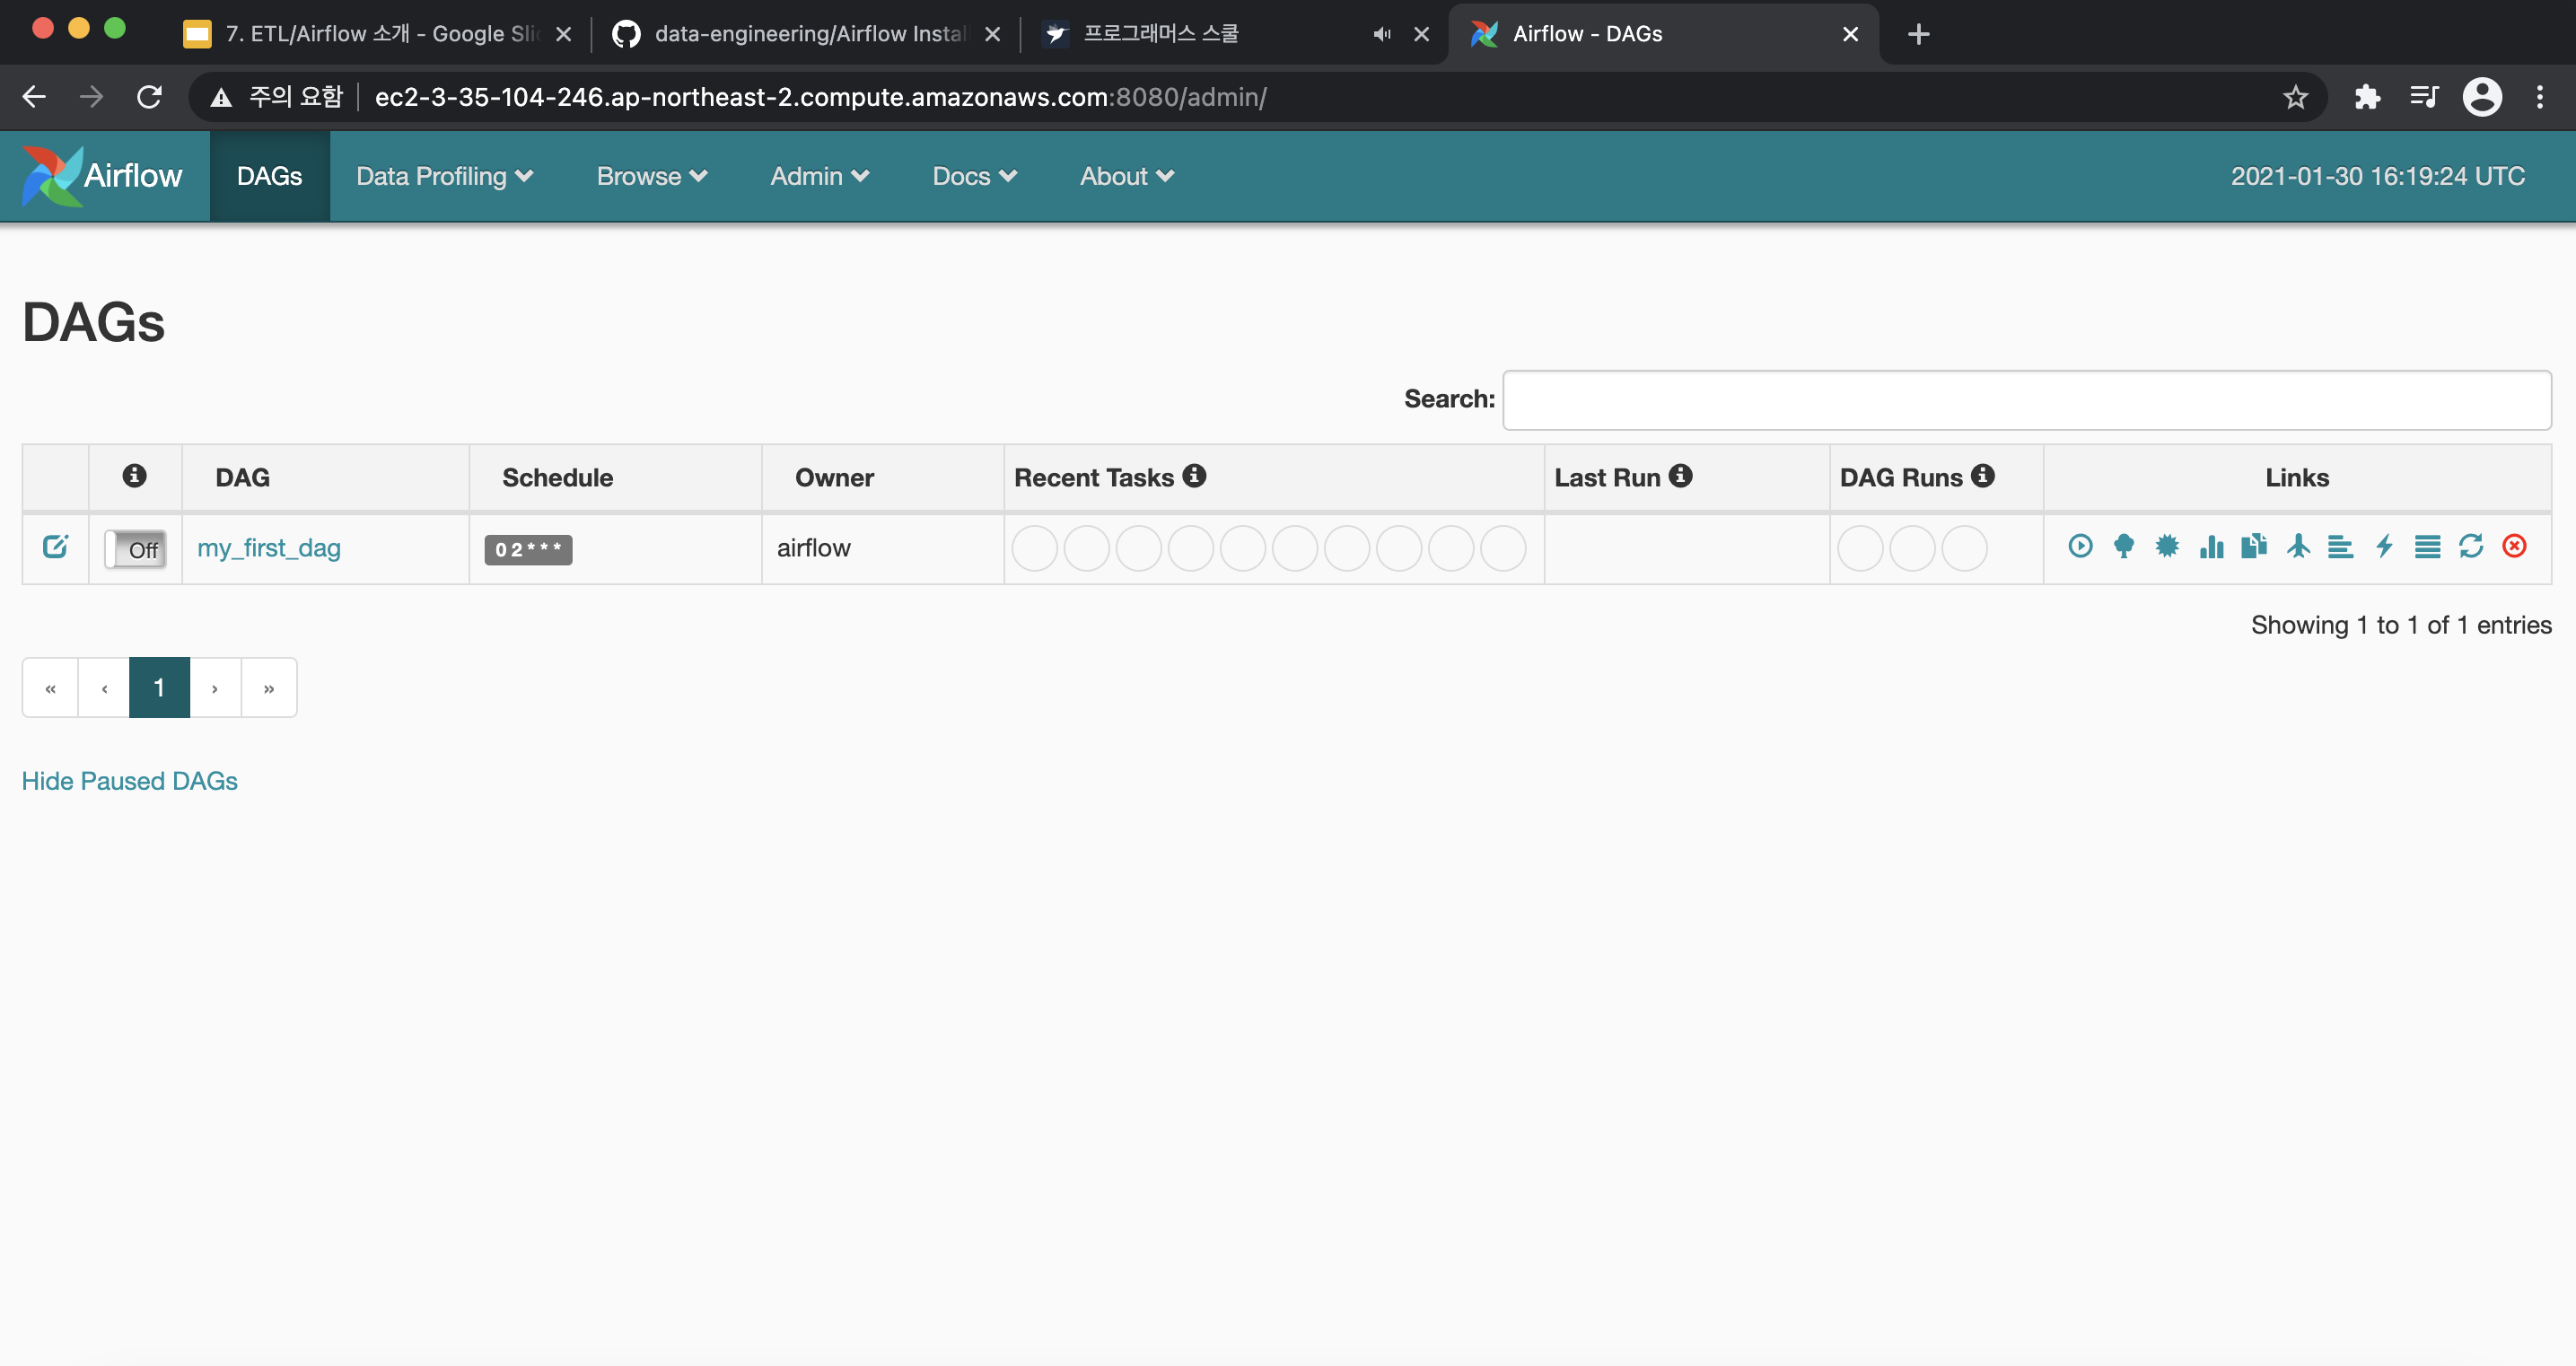 7. ETL/Airflow 소개 - Google Slid
data-engineering/Airflow Instal
프로그래머스 스쿨
Airflow - DAGs
주의 요함 ec2-3-35-104-246.ap-northeast-2.compute.amazonaws.com:8080/admin/
Airflow DAGs Data Profiling Browse Admin Docs About 2021-01-30 16:19:24 UTC
DAGs
Search:
DAG Schedule Owner Recent Tasks Last Run DAG Runs Links
Off my_first_dag 0 2 * * * airflow
Showing 1 to 1 of 1 entries
« ‹ 1 › »
Hide Paused DAGs